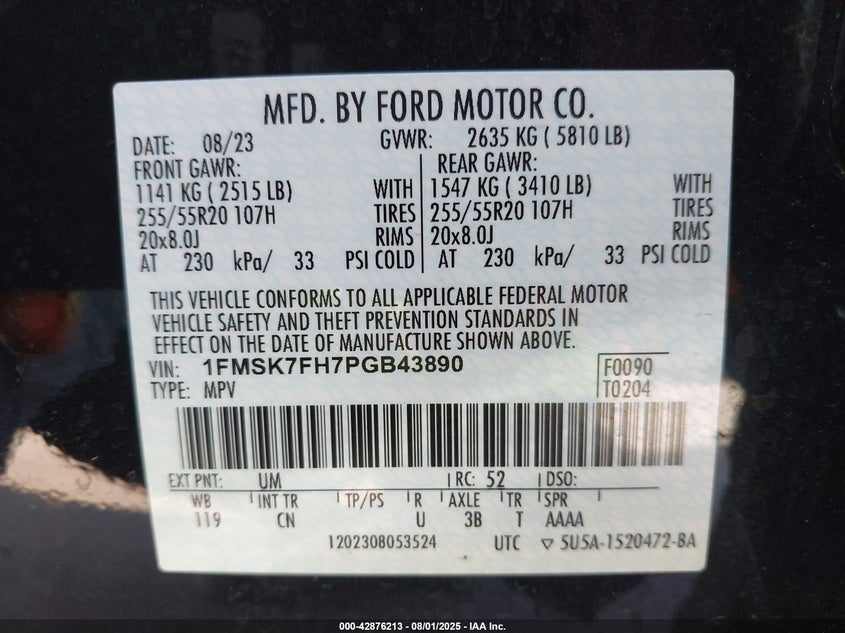 MFD. BY FORD MOTOR CO.
DATE: 08/23 GVWR: 2635 KG ( 5810 LB)
FRONT GAWR: REAR GAWR:
1141 KG ( 2515 LB) WITH 1547 KG ( 3410 LB) WITH
255/55R20 107H TIRES 255/55R20 107H TIRES
20x8.0J RIMS 20x8.0J RIMS
AT 230 kPa/ 33 PSI COLD AT 230 kPa/ 33 PSI COLD
THIS VEHICLE CONFORMS TO ALL APPLICABLE FEDERAL MOTOR
VEHICLE SAFETY AND THEFT PREVENTION STANDARDS IN
EFFECT ON THE DATE OF MANUFACTURE SHOWN ABOVE.
VIN: 1FMSK7FH7PGB43890 F0090
TYPE: MPV T0204
EXT PNT: UM RC: 52 DSO:
WB INT TR TP/PS R AXLE TR SPR
119 CN U 3B T AAAA
1202308053524 UTC ▽ 5U5A-1520472-BA
000-42876213 - 08/01/2025 - IAA Inc.